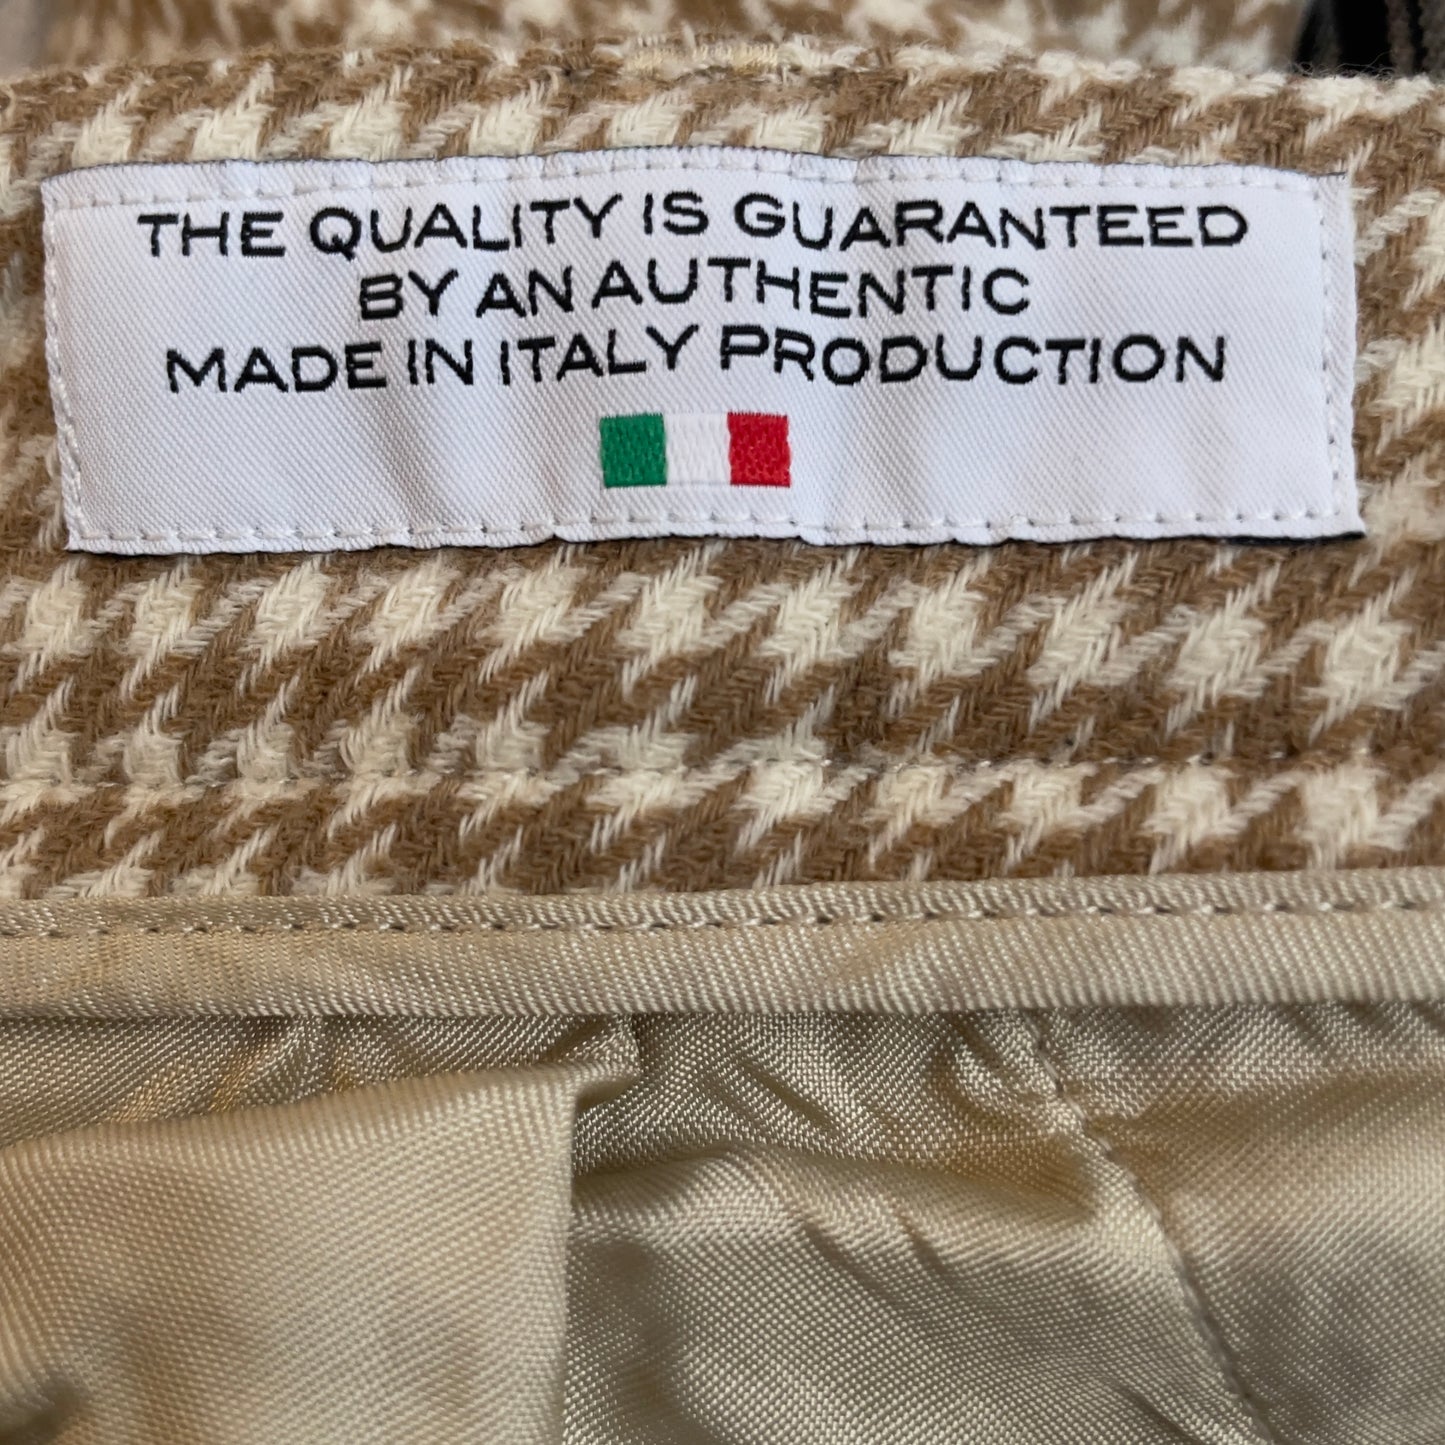 THE QUALITY IS GUARANTEED
BY AN AUTHENTIC
MADE IN ITALY PRODUCTION